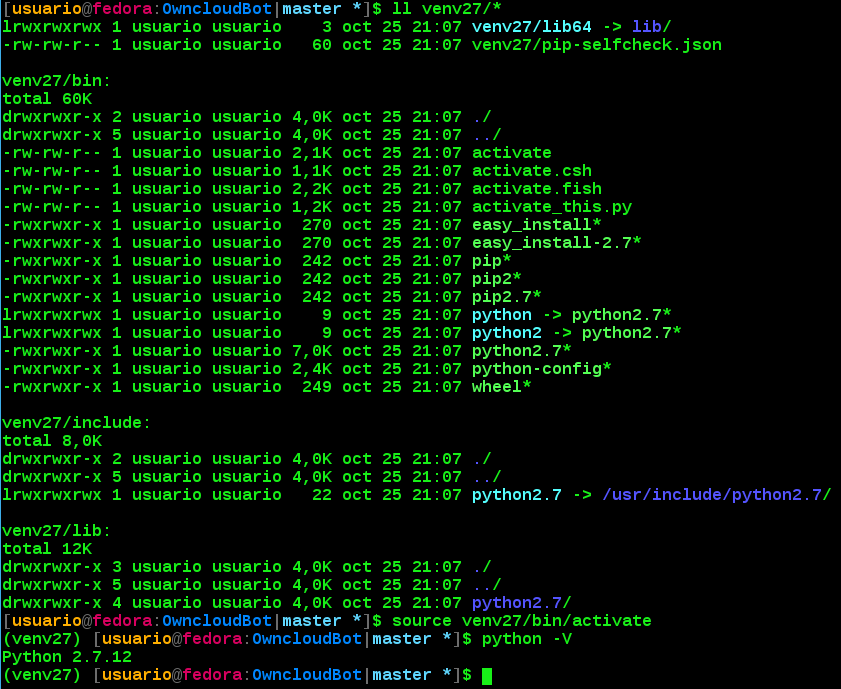 [usuario@fedora:OwncloudBot|master *]$ ll venv27/*
lrwxrwxrwx 1 usuario usuario   3 oct 25 21:07 venv27/lib64 -> lib/
-rw-rw-r-- 1 usuario usuario   60 oct 25 21:07 venv27/pip-selfcheck.json

venv27/bin:
total 60K
drwxrwxr-x 2 usuario usuario 4,0K oct 25 21:07 ./
drwxrwxr-x 5 usuario usuario 4,0K oct 25 21:07 ../
-rw-rw-r-- 1 usuario usuario 2,1K oct 25 21:07 activate
-rw-rw-r-- 1 usuario usuario 1,1K oct 25 21:07 activate.csh
-rw-rw-r-- 1 usuario usuario 2,2K oct 25 21:07 activate.fish
-rw-rw-r-- 1 usuario usuario 1,2K oct 25 21:07 activate_this.py
-rwxrwxr-x 1 usuario usuario  270 oct 25 21:07 easy_install*
-rwxrwxr-x 1 usuario usuario  270 oct 25 21:07 easy_install-2.7*
-rwxrwxr-x 1 usuario usuario  242 oct 25 21:07 pip*
-rwxrwxr-x 1 usuario usuario  242 oct 25 21:07 pip2*
-rwxrwxr-x 1 usuario usuario  242 oct 25 21:07 pip2.7*
lrwxrwxrwx 1 usuario usuario    9 oct 25 21:07 python -> python2.7*
lrwxrwxrwx 1 usuario usuario    9 oct 25 21:07 python2 -> python2.7*
-rwxrwxr-x 1 usuario usuario 7,0K oct 25 21:07 python2.7*
-rwxrwxr-x 1 usuario usuario 2,4K oct 25 21:07 python-config*
-rwxrwxr-x 1 usuario usuario  249 oct 25 21:07 wheel*

venv27/include:
total 8,0K
drwxrwxr-x 2 usuario usuario 4,0K oct 25 21:07 ./
drwxrwxr-x 5 usuario usuario 4,0K oct 25 21:07 ../
lrwxrwxrwx 1 usuario usuario   22 oct 25 21:07 python2.7 -> /usr/include/python2.7/

venv27/lib:
total 12K
drwxrwxr-x 3 usuario usuario 4,0K oct 25 21:07 ./
drwxrwxr-x 5 usuario usuario 4,0K oct 25 21:07 ../
drwxrwxr-x 4 usuario usuario 4,0K oct 25 21:07 python2.7/
[usuario@fedora:OwncloudBot|master *]$ source venv27/bin/activate
(venv27) [usuario@fedora:OwncloudBot|master *]$ python -V
Python 2.7.12
(venv27) [usuario@fedora:OwncloudBot|master *]$